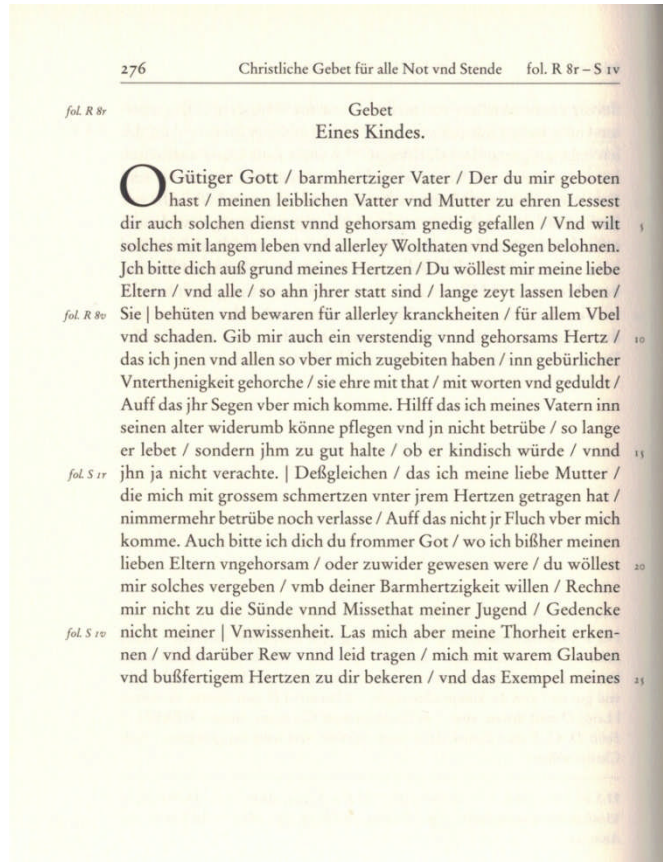 276 Christliche Gebet für alle Not vnd Stende fol. R 8r – S 1v
fol. R 8r Gebet
Eines Kindes.
O Gütiger Gott / barmhertziger Vater / Der du mir geboten
hast / meinen leiblichen Vatter vnd Mutter zu ehren Lessest
dir auch solchen dienst vnnd gehorsam gnedig gefallen / Vnd wilt 5
solches mit langem leben vnd allerley Wolthaten vnd Segen belohnen.
Jch bitte dich auß grund meines Hertzen / Du wöllest mir meine liebe
Eltern / vnd alle / so ahn jhrer statt sind / lange zeyt lassen leben /
fol. R 8v Sie | behüten vnd bewaren für allerley kranckheiten / für allem Vbel
vnd schaden. Gib mir auch ein verstendig vnnd gehorsams Hertz / 10
das ich jnen vnd allen so vber mich zugebiten haben / inn gebürlicher
Vnterthenigkeit gehorche / sie ehre mit that / mit worten vnd geduldt /
Auff das jhr Segen vber mich komme. Hilff das ich meines Vatern inn
seinen alter widerumb könne pflegen vnd jn nicht betrübe / so lange
er lebet / sondern jhm zu gut halte / ob er kindisch würde / vnnd 15
fol. S 1r jhn ja nicht verachte. | Deßgleichen / das ich meine liebe Mutter /
die mich mit grossem schmertzen vnter jrem Hertzen getragen hat /
nimmermehr betrübe noch verlasse / Auff das nicht jr Fluch vber mich
komme. Auch bitte ich dich du frommer Got / wo ich bißher meinen
lieben Eltern vngehorsam / oder zuwider gewesen were / du wöllest 20
mir solches vergeben / vmb deiner Barmhertzigkeit willen / Rechne
mir nicht zu die Sünde vnnd Missethat meiner Jugend / Gedencke
fol. S 1v nicht meiner | Vnwissenheit. Las mich aber meine Thorheit erken-
nen / vnd darüber Rew vnnd leid tragen / mich mit warem Glauben
vnd bußfertigem Hertzen zu dir bekeren / vnd das Exempel meines 25